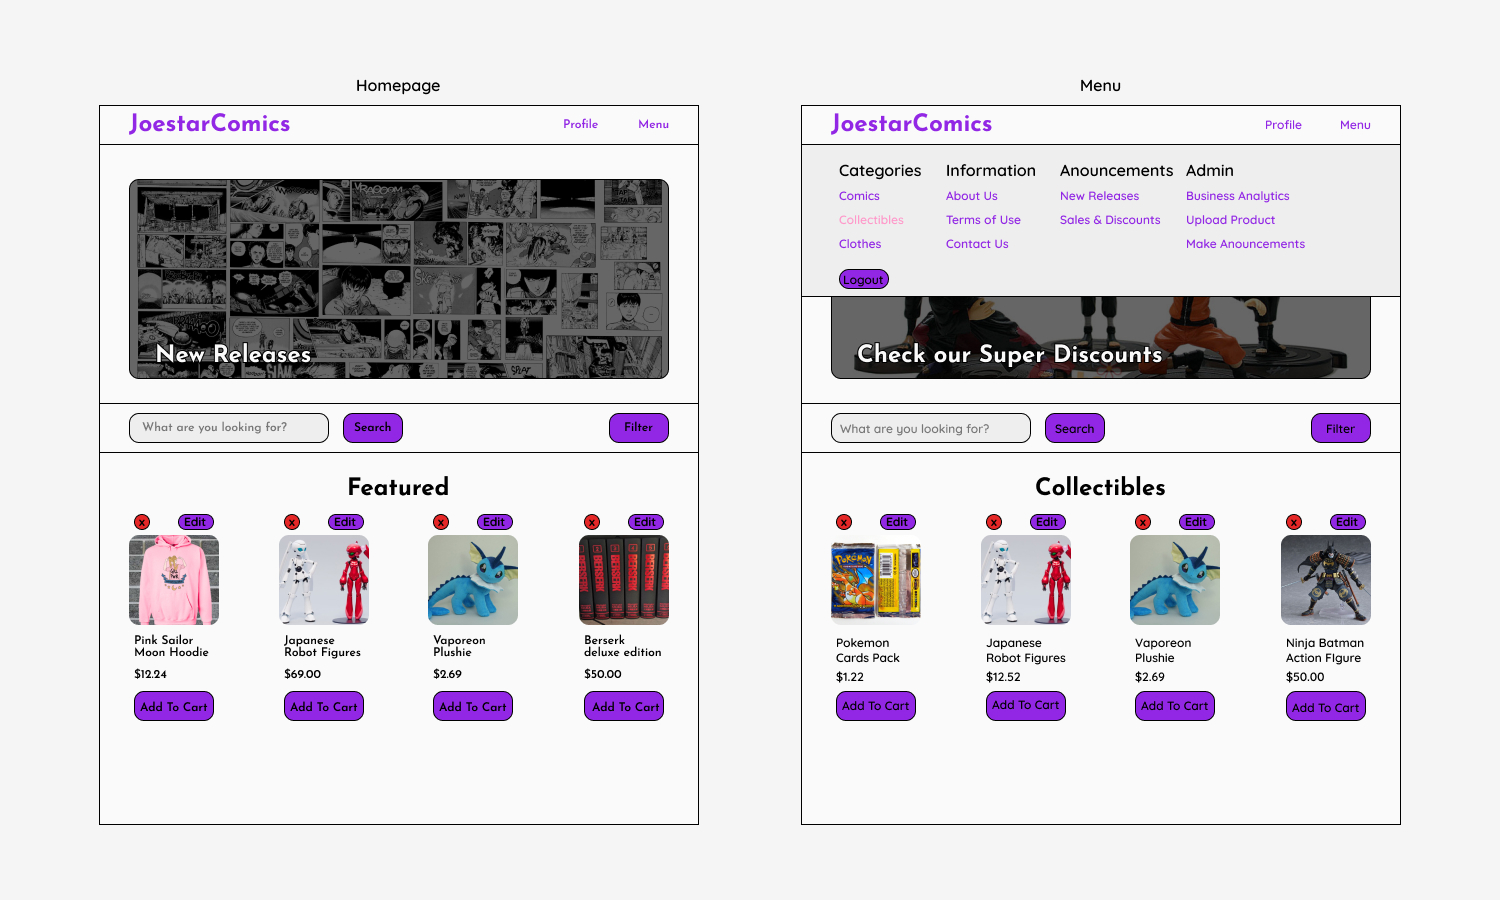 Homepage
JoestarComics
Profile
Menu
VRAOOOM
New Releases
SPLAT
What are you looking for?
Search
Filter
Featured
x
Edit
x
Edit
x
Edit
x
Edit
BERSERK
Pink Sailor
Moon Hoodie
$12.24
Add To Cart
Japanese
Robot Figures
$69.00
Add To Cart
Vaporeon
Plushie
$2.69
Add To Cart
Berserk
deluxe edition
$50.00
Add To Cart
Menu
JoestarComics
Profile
Menu
Categories
Comics
Collectibles
Clothes
Logout
Information
About Us
Terms of Use
Contact Us
Anouncements
New Releases
Sales & Discounts
Admin
Business Analytics
Upload Product
Make Anouncements
Check our Super Discounts
What are you looking for?
Search
Filter
Collectibles
x
Edit
x
Edit
x
Edit
x
Edit
POKéMON
Pokemon
Cards Pack
$1.22
Add To Cart
Japanese
Robot Figures
$12.52
Add To Cart
Vaporeon
Plushie
$2.69
Add To Cart
Ninja Batman
Action FIgure
$50.00
Add To Cart